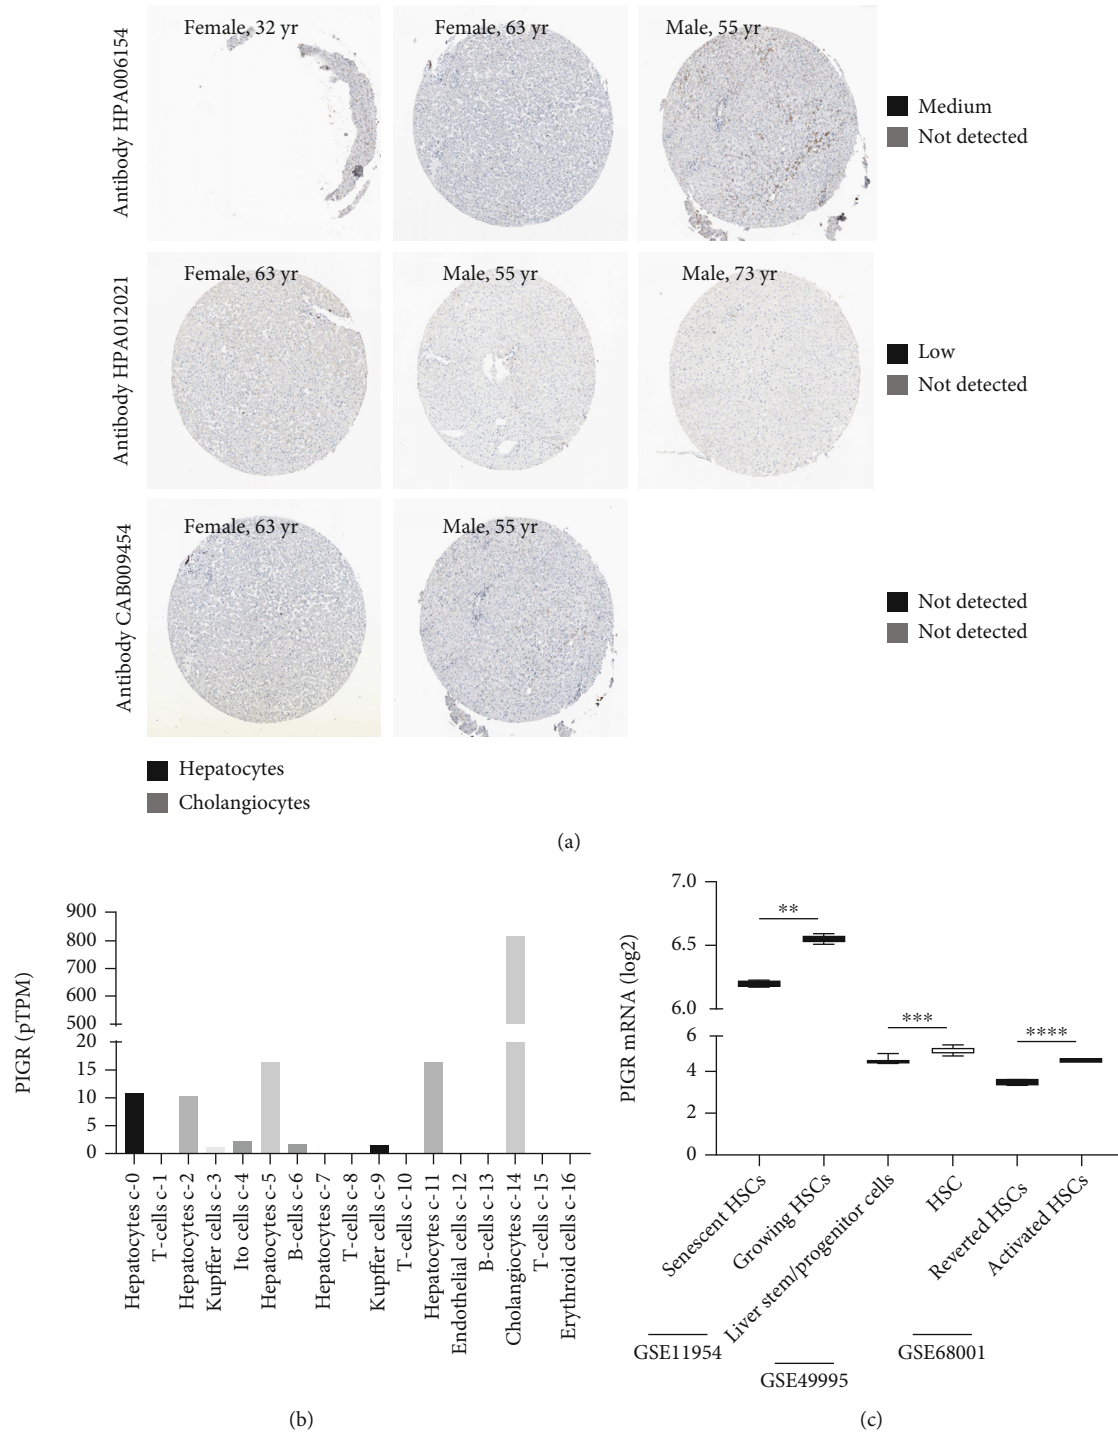 Antibody HPA006154
Female, 32 yr
Female, 63 yr
Male, 55 yr
Medium
Not detected
Antibody HPA012021
Female, 63 yr
Male, 55 yr
Male, 73 yr
Low
Not detected
Antibody CAB009454
Female, 63 yr
Male, 55 yr
Not detected
Not detected
Hepatocytes
Cholangiocytes
(a)
PIGR (pTPM)
900
800
700
600
500
20
15
10
5
0
Hepatocytes c-0
T-cells c-1
Hepatocytes c-2
Kupffer cells c-3
Ito cells c-4
Hepatocytes c-5
B-cells c-6
Hepatocytes c-7
T-cells c-8
Kupffer cells c-9
T-cells c-10
Hepatocytes c-11
Endothelial cells c-12
B-cells c-13
Cholangiocytes c-14
T-cells c-15
Erythroid cells c-16
(b)
PIGR mRNA (log2)
7.0
6.5
6.0
6
4
2
0
**
***
****
Senescent HSCs
Growing HSCs
Liver stem/progenitor cells
HSC
Reverted HSCs
Activated HSCs
GSE11954
GSE49995
GSE68001
(c)